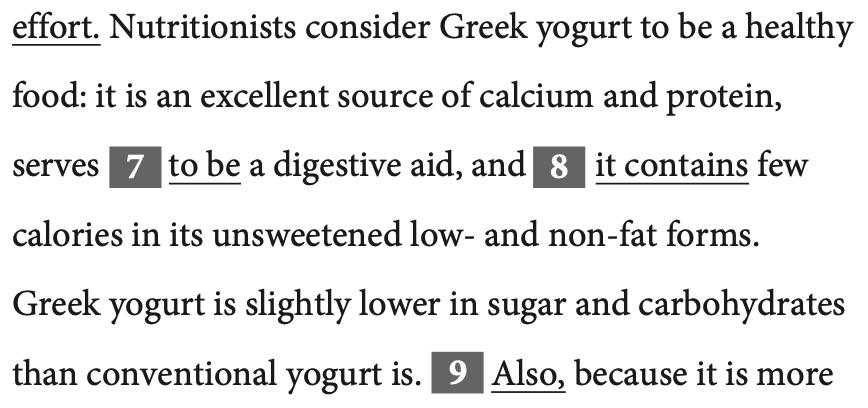 effort. Nutritionists consider Greek yogurt to be a healthy
food: it is an excellent source of calcium and protein,
serves 7 to be a digestive aid, and 8 it contains few
calories in its unsweetened low- and non-fat forms.
Greek yogurt is slightly lower in sugar and carbohydrates
than conventional yogurt is. 9 Also, because it is more